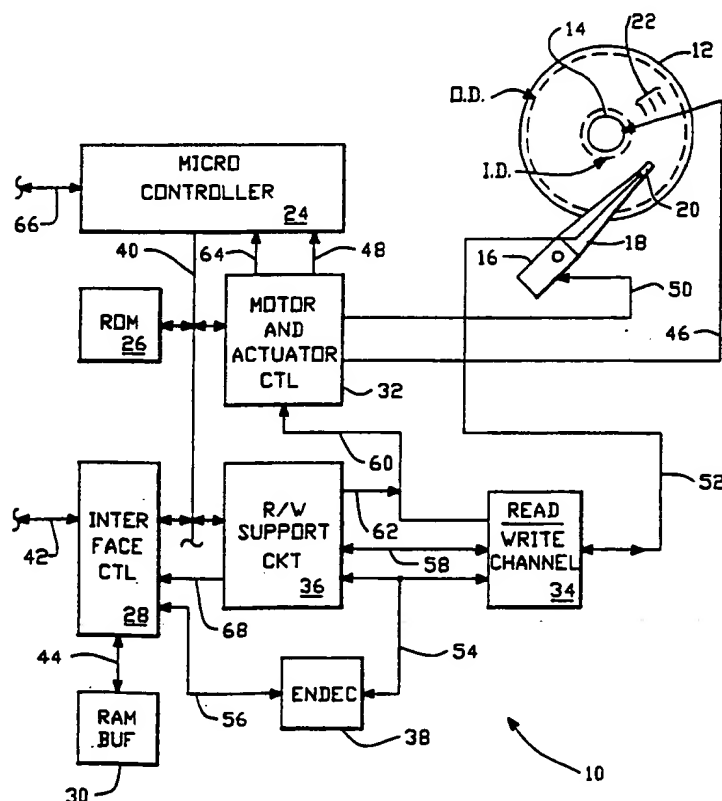 14
22
12
O.D.
I.D.
20
18
16
50
46
MICRO
CONTROLLER
24
66
40
64
48
ROM
26
MOTOR
AND
ACTUATOR
CTL
32
60
52
INTER
FACE
CTL
28
42
R/W
SUPPORT
CKT
36
62
58
READ
WRITE
CHANNEL
34
68
54
44
56
ENDEC
38
RAM
BUF
30
10